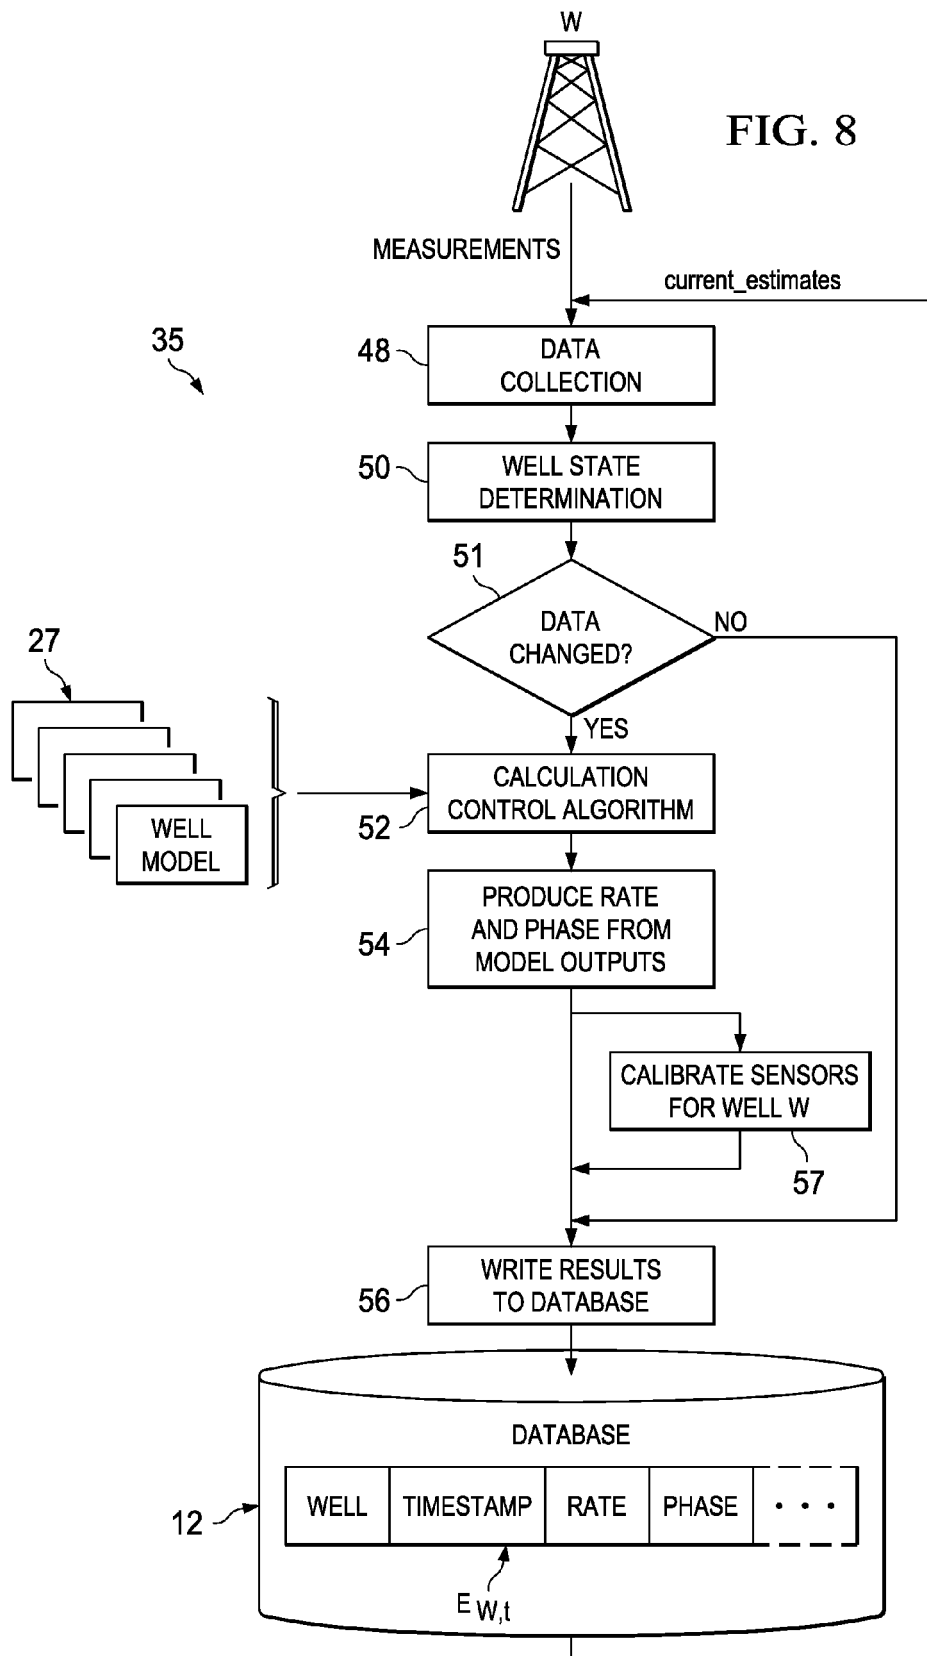 W
FIG. 8
MEASUREMENTS
current_estimates
35
48
DATA
COLLECTION
50
WELL STATE
DETERMINATION
51
DATA
CHANGED?
NO
YES
27
WELL
MODEL
CALCULATION
CONTROL ALGORITHM
52
PRODUCE RATE
AND PHASE FROM
MODEL OUTPUTS
54
CALIBRATE SENSORS
FOR WELL W
57
WRITE RESULTS
TO DATABASE
56
DATABASE
WELL TIMESTAMP RATE PHASE • • •
12
E W,t